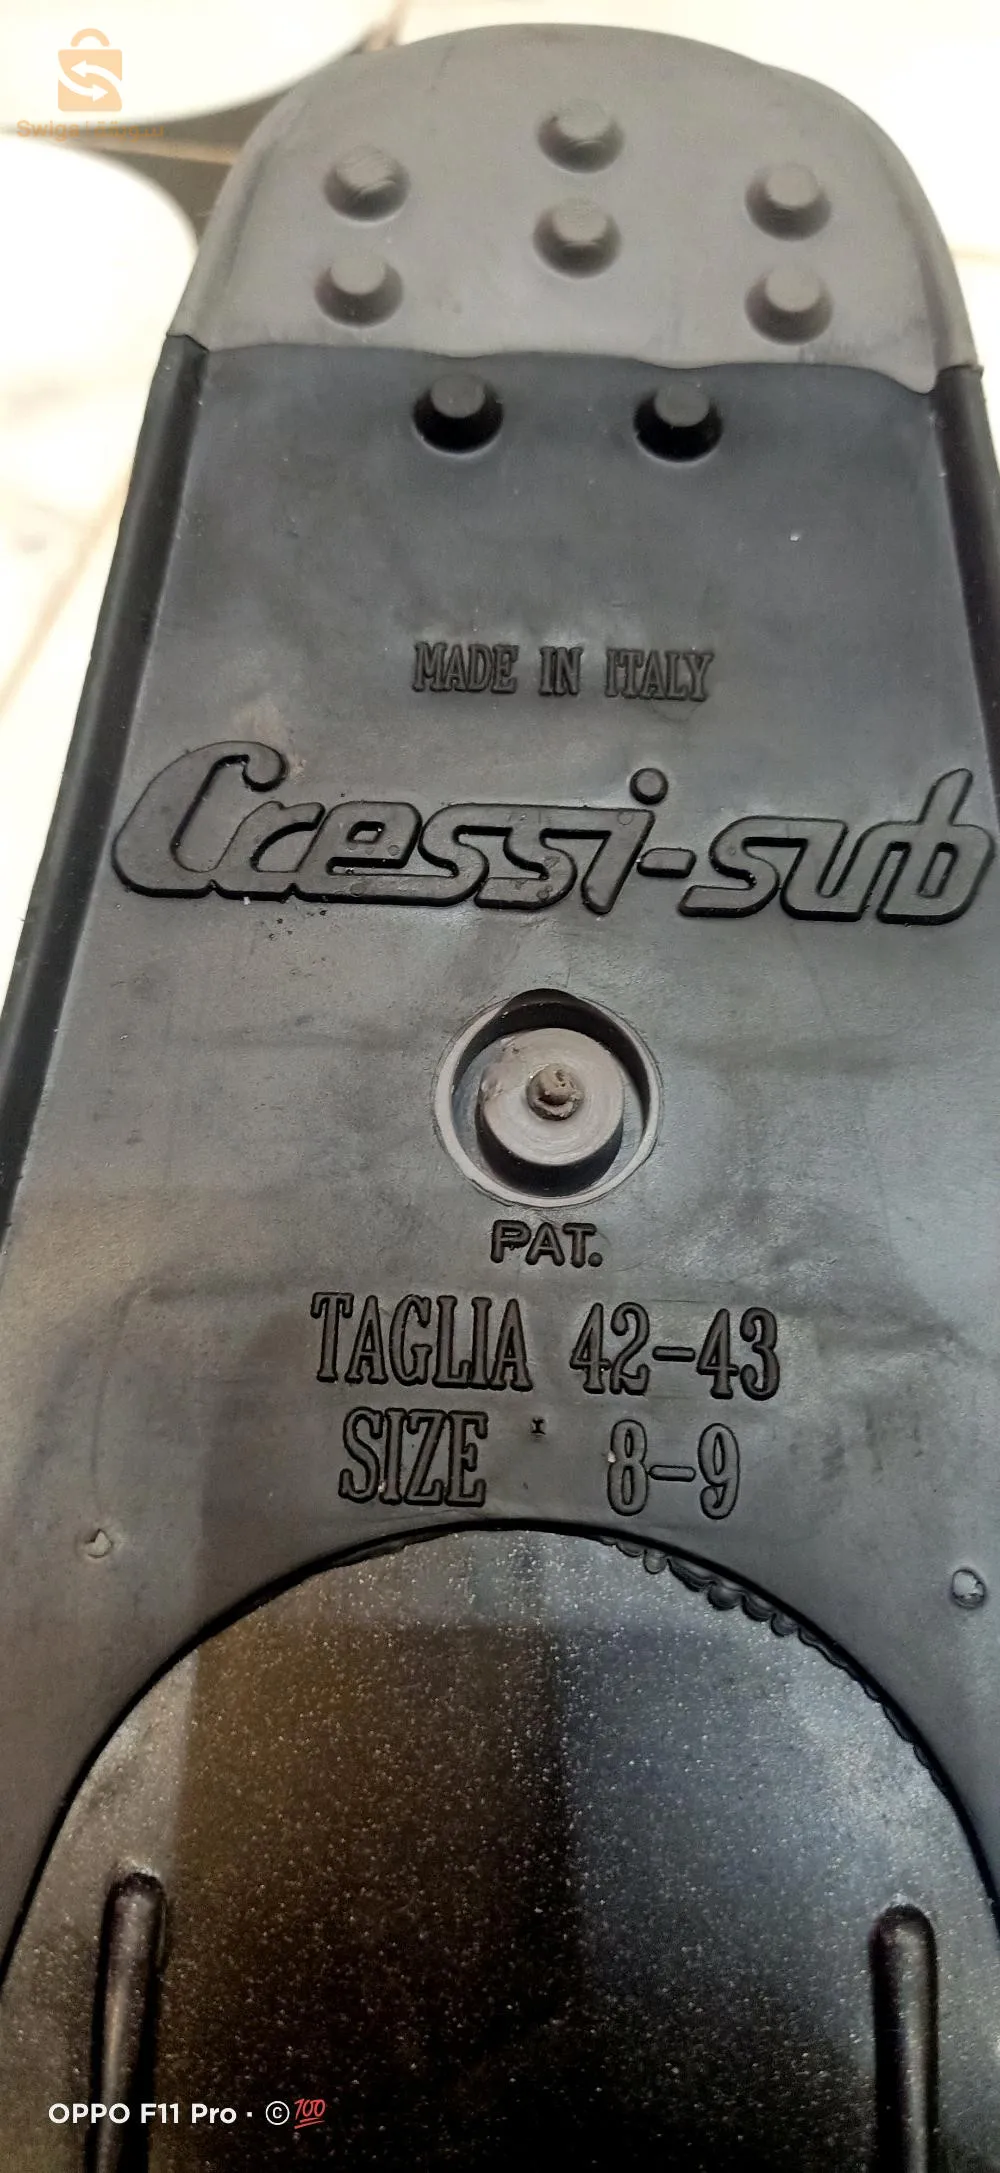 MADE IN ITALY
Cressi-sub
PAT.
TAGLIA 42-43
SIZE 8-9
OPPO F11 Pro · © 💯